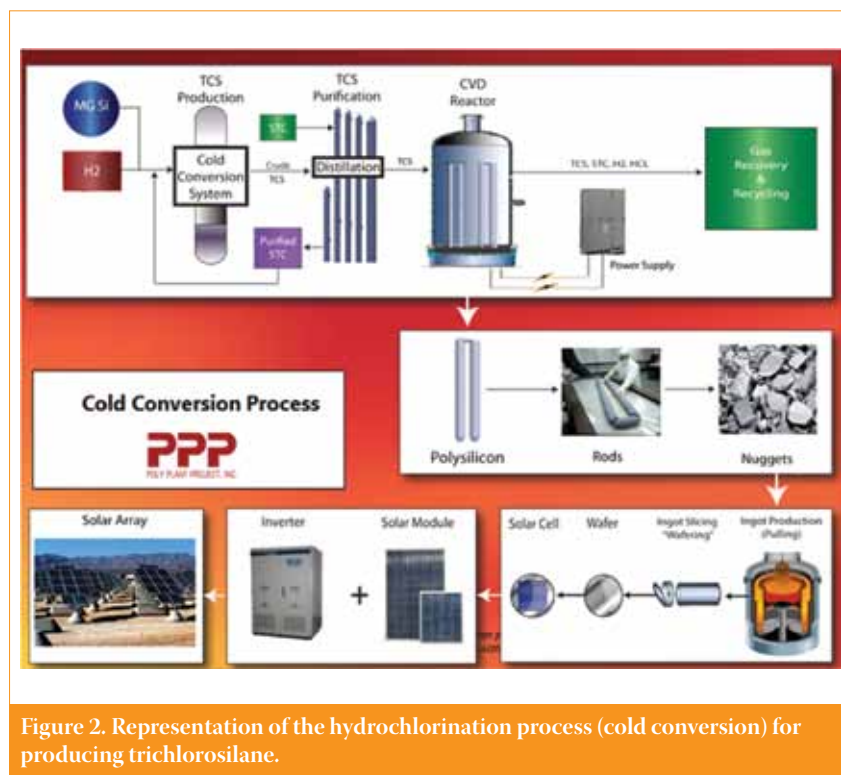 TCS
Production
TCS
Purification
CVD
Reactor
MG Si
H2
STC
Cold
Conversion
System
Crude
TCS
Distillation
TCS
TCS, STC, H2, HCL
Gas
Recovery
&
Recycling
Purified
STC
Power Supply
Cold Conversion Process
PPP
POLY PLANT PROJECT, INC.
Polysilicon
Rods
Nuggets
Solar Array
Inverter
Solar Module
Solar Cell
Wafer
Ingot Slicing
"Wafering"
Ingot Production
(Pulling)
Figure 2. Representation of the hydrochlorination process (cold conversion) for
producing trichlorosilane.